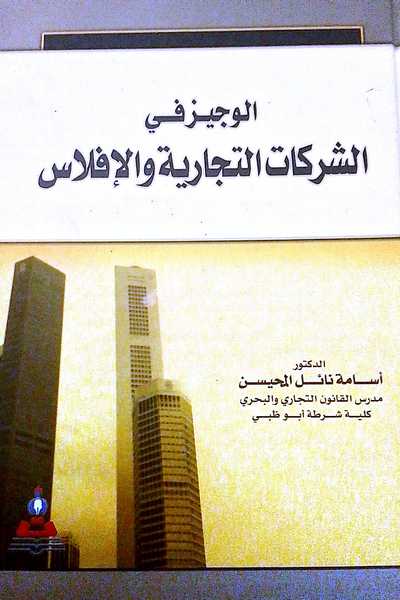 الوجيز في
الشركات التجارية والإفلاس
الدكتور
أسامة نائل المحيسن
مدرس القانون التجاري والبحري
كلية شرطة أبو ظبي